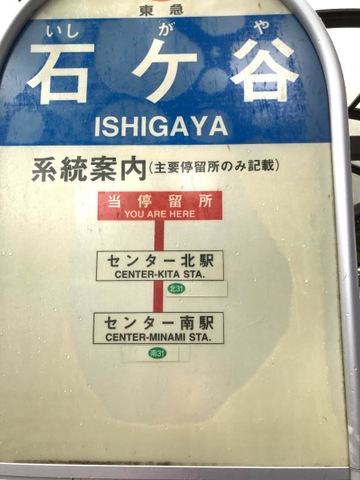 東急
いし が や
石ケ谷
ISHIGAYA
系統案内(主要停留所のみ記載)
当停留所
YOU ARE HERE
センター北駅
CENTER-KITA STA.
北31
センター南駅
CENTER-MINAMI STA.
南31